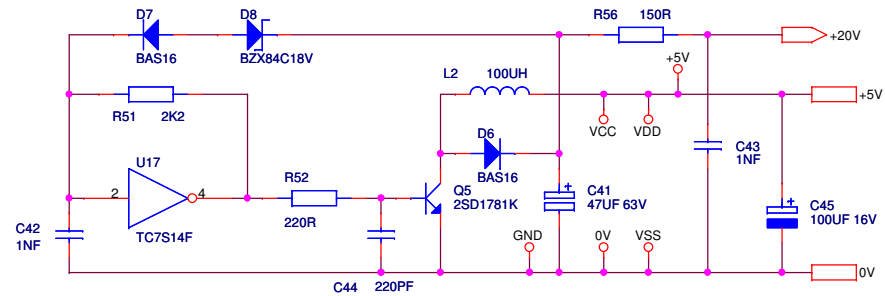 D7
D8
BAS16
BZX84C18V
R56
150R
+20V
+5V
L2
100UH
+5V
R51
2K2
VCC
VDD
D6
BAS16
C43
1NF
U17
2
4
TC7S14F
R52
220R
Q5
2SD1781K
C41
47UF 63V
C45
100UF 16V
C42
1NF
GND
0V
VSS
C44
220PF
0V